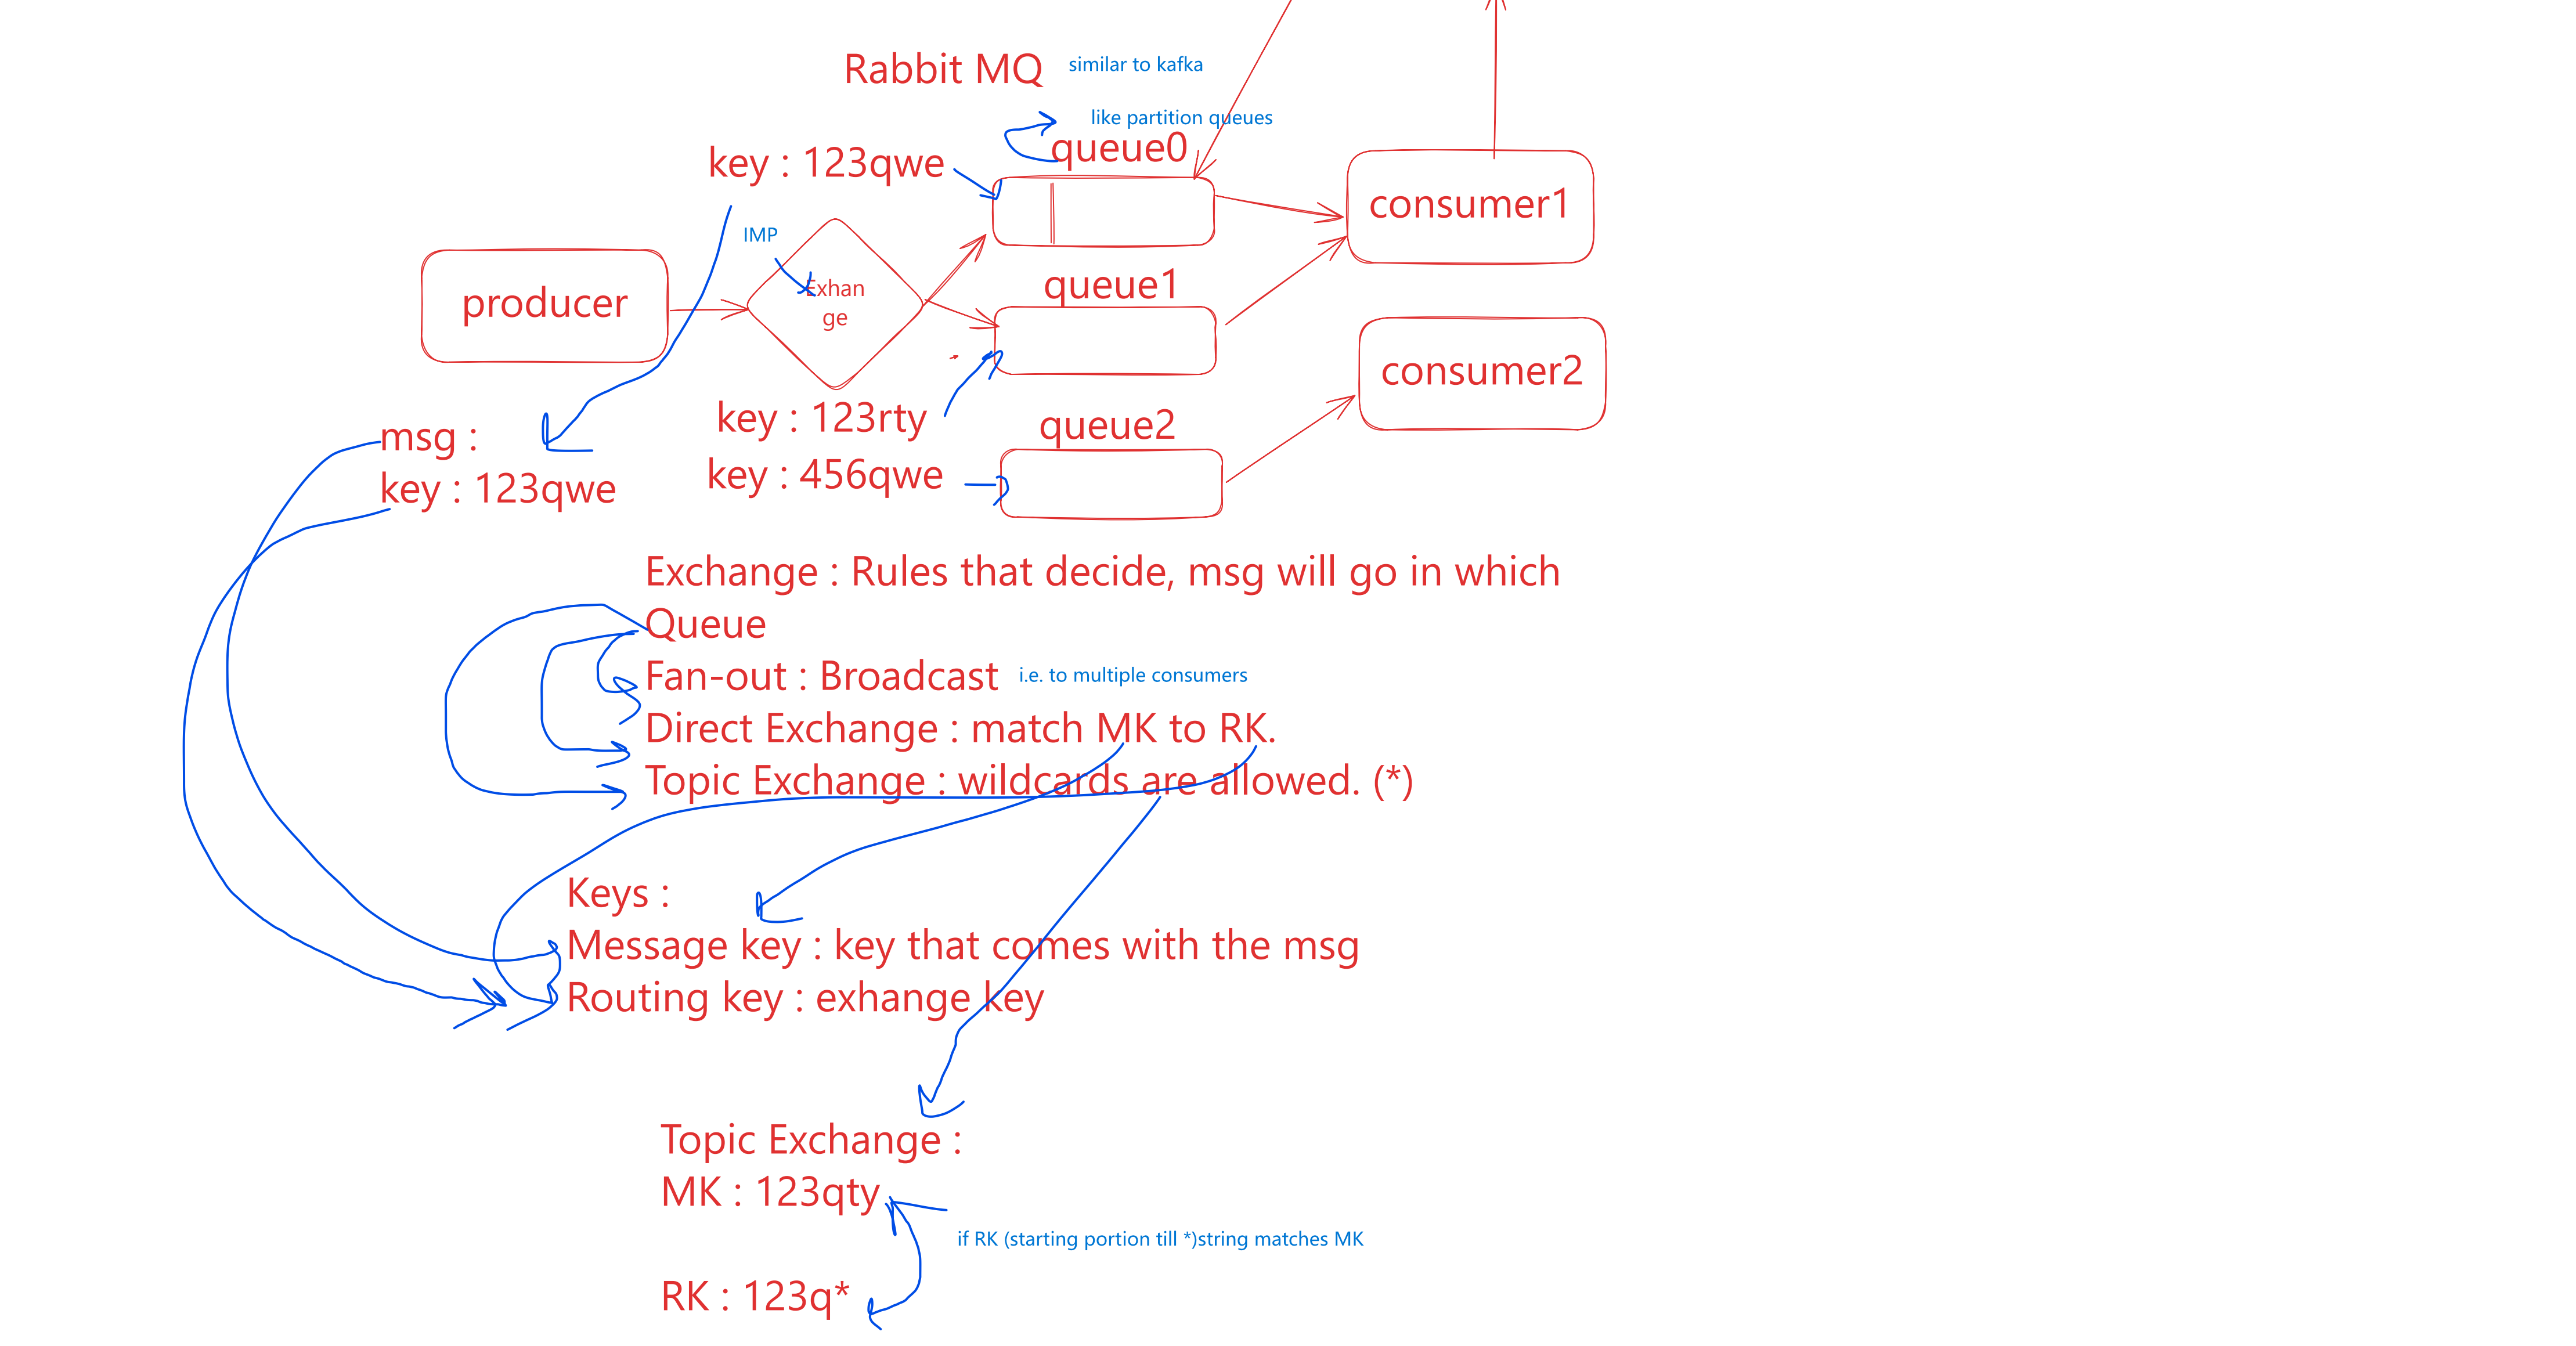 Rabbit MQ
similar to kafka
like partition queues
queue0
key : 123qwe
consumer1
IMP
Exhan
ge
producer
queue1
consumer2
key : 123rty
queue2
msg :
key : 123qwe
key : 456qwe
Exchange : Rules that decide, msg will go in which
Queue
Fan-out : Broadcast
i.e. to multiple consumers
Direct Exchange : match MK to RK.
Topic Exchange : wildcards are allowed. (*)
Keys :
Message key : key that comes with the msg
Routing key : exhange key
Topic Exchange :
MK : 123qty
if RK (starting portion till *)string matches MK
RK : 123q*